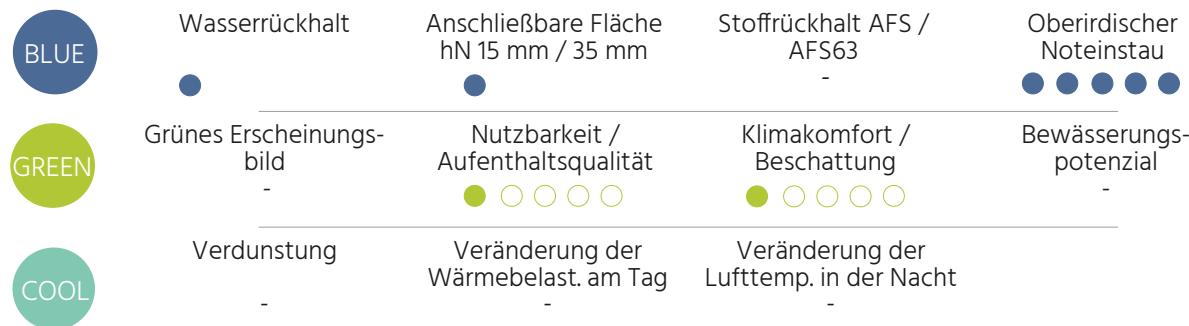 BLUE
Wasserrückhalt
Anschließbare Fläche
hN 15 mm / 35 mm
Stoffrückhalt AFS /
AFS63
-
Oberirdischer
Noteinstau
GREEN
Grünes Erscheinungs-
bild
-
Nutzbarkeit /
Aufenthaltsqualität
Klimakomfort /
Beschattung
Bewässerungs-
potenzial
-
COOL
Verdunstung
-
Veränderung der
Wärmebelast. am Tag
-
Veränderung der
Lufttemp. in der Nacht
-